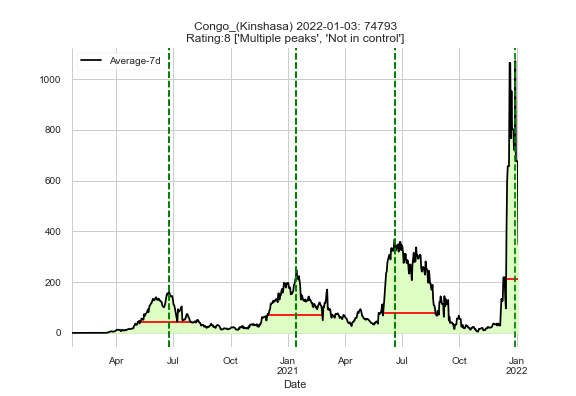 Congo_(Kinshasa) 2022-01-03: 74793
Rating:8 ['Multiple peaks', 'Not in control']
Average-7d
1000
800
600
400
200
0
Apr Jul Oct Jan Apr Jul Oct Jan
2021 2022
Date